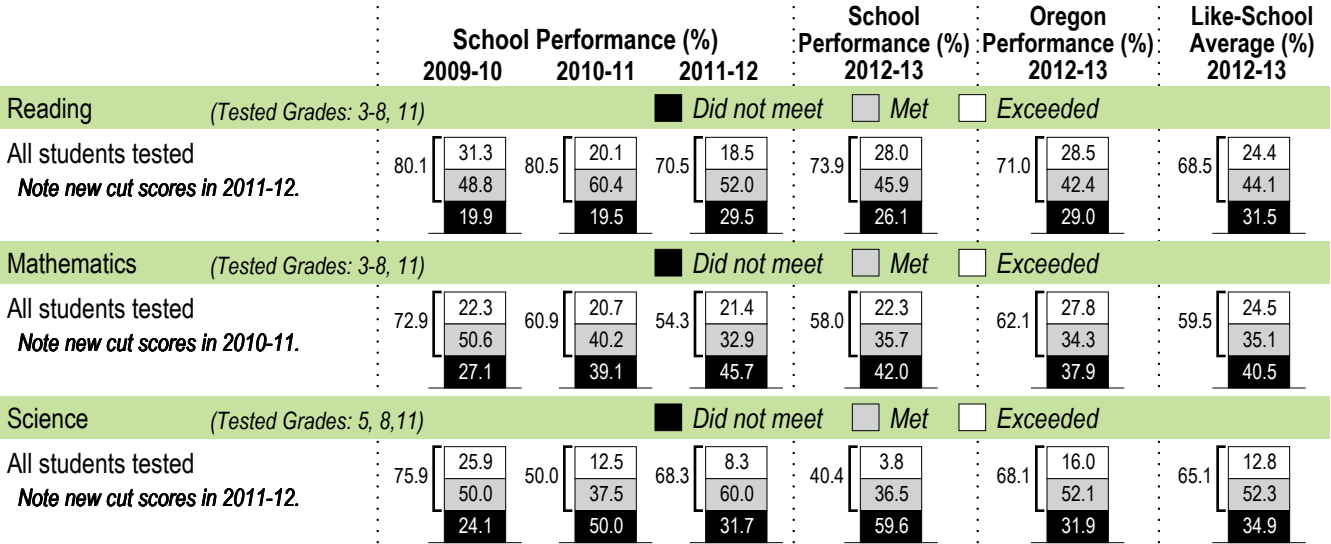 School Performance (%)
School Performance (%)
Oregon Performance (%)
Like-School Average (%)
2009-10 2010-11 2011-12 2012-13 2012-13 2012-13
Reading (Tested Grades: 3-8, 11) Did not meet Met Exceeded
All students tested
Note new cut scores in 2011-12.
80.1 31.3 80.5 20.1 70.5 18.5 73.9 28.0 71.0 28.5 68.5 24.4
48.8 60.4 52.0 45.9 42.4 44.1
19.9 19.5 29.5 26.1 29.0 31.5
Mathematics (Tested Grades: 3-8, 11) Did not meet Met Exceeded
All students tested
Note new cut scores in 2010-11.
72.9 22.3 60.9 20.7 54.3 21.4 58.0 22.3 62.1 27.8 59.5 24.5
50.6 40.2 32.9 35.7 34.3 35.1
27.1 39.1 45.7 42.0 37.9 40.5
Science (Tested Grades: 5, 8,11) Did not meet Met Exceeded
All students tested
Note new cut scores in 2011-12.
75.9 25.9 50.0 12.5 68.3 8.3 40.4 3.8 68.1 16.0 65.1 12.8
50.0 37.5 60.0 36.5 52.1 52.3
24.1 50.0 31.7 59.6 31.9 34.9